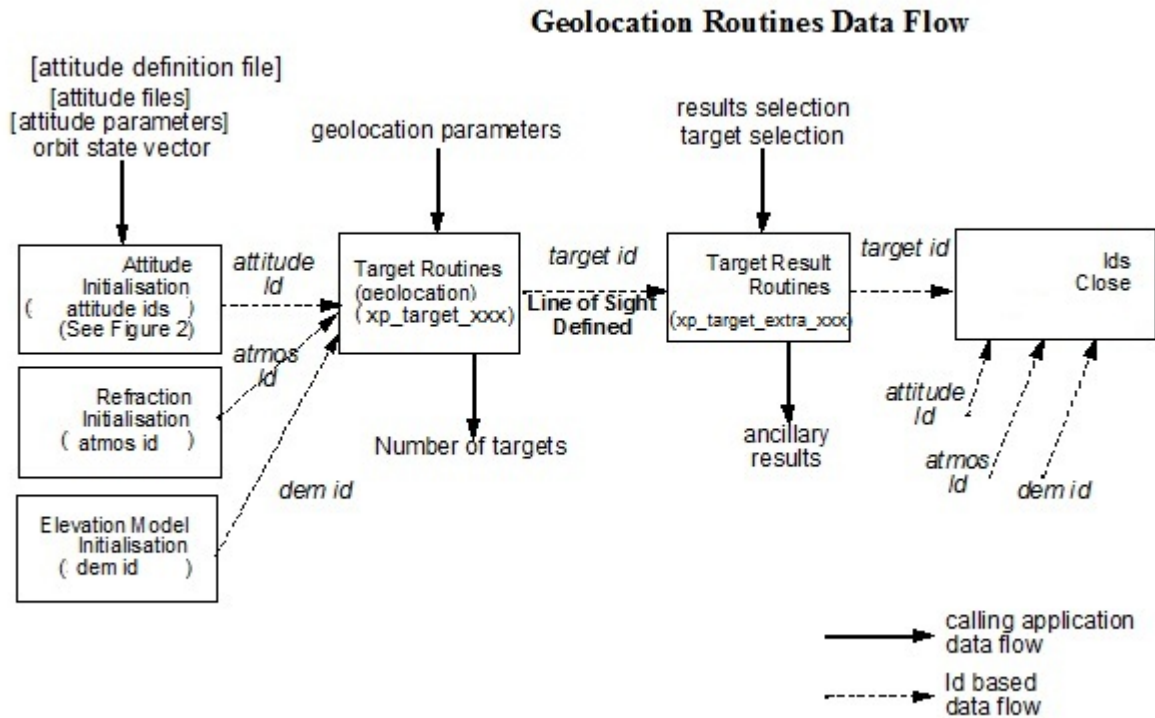 Geolocation Routines Data Flow
[attitude definition file]
[attitude files]
[attitude parameters]
orbit state vector
geolocation parameters
results selection
target selection
Attitude
Initialisation
( attitude ids )
(See Figure 2)
attitude
Id
Target Routines
(geolocation)
( xp_target_xxx)
target id
Line of Sight
Defined
Target Result
Routines
(xp_target_extra_xxx)
target id
Ids
Close
atmos
Id
Refraction
Initialisation
( atmos id )
Number of targets
ancillary
results
attitude
Id
atmos
Id
dem id
dem id
Elevation Model
Initialisation
( dem id )
calling application
data flow
Id based
data flow